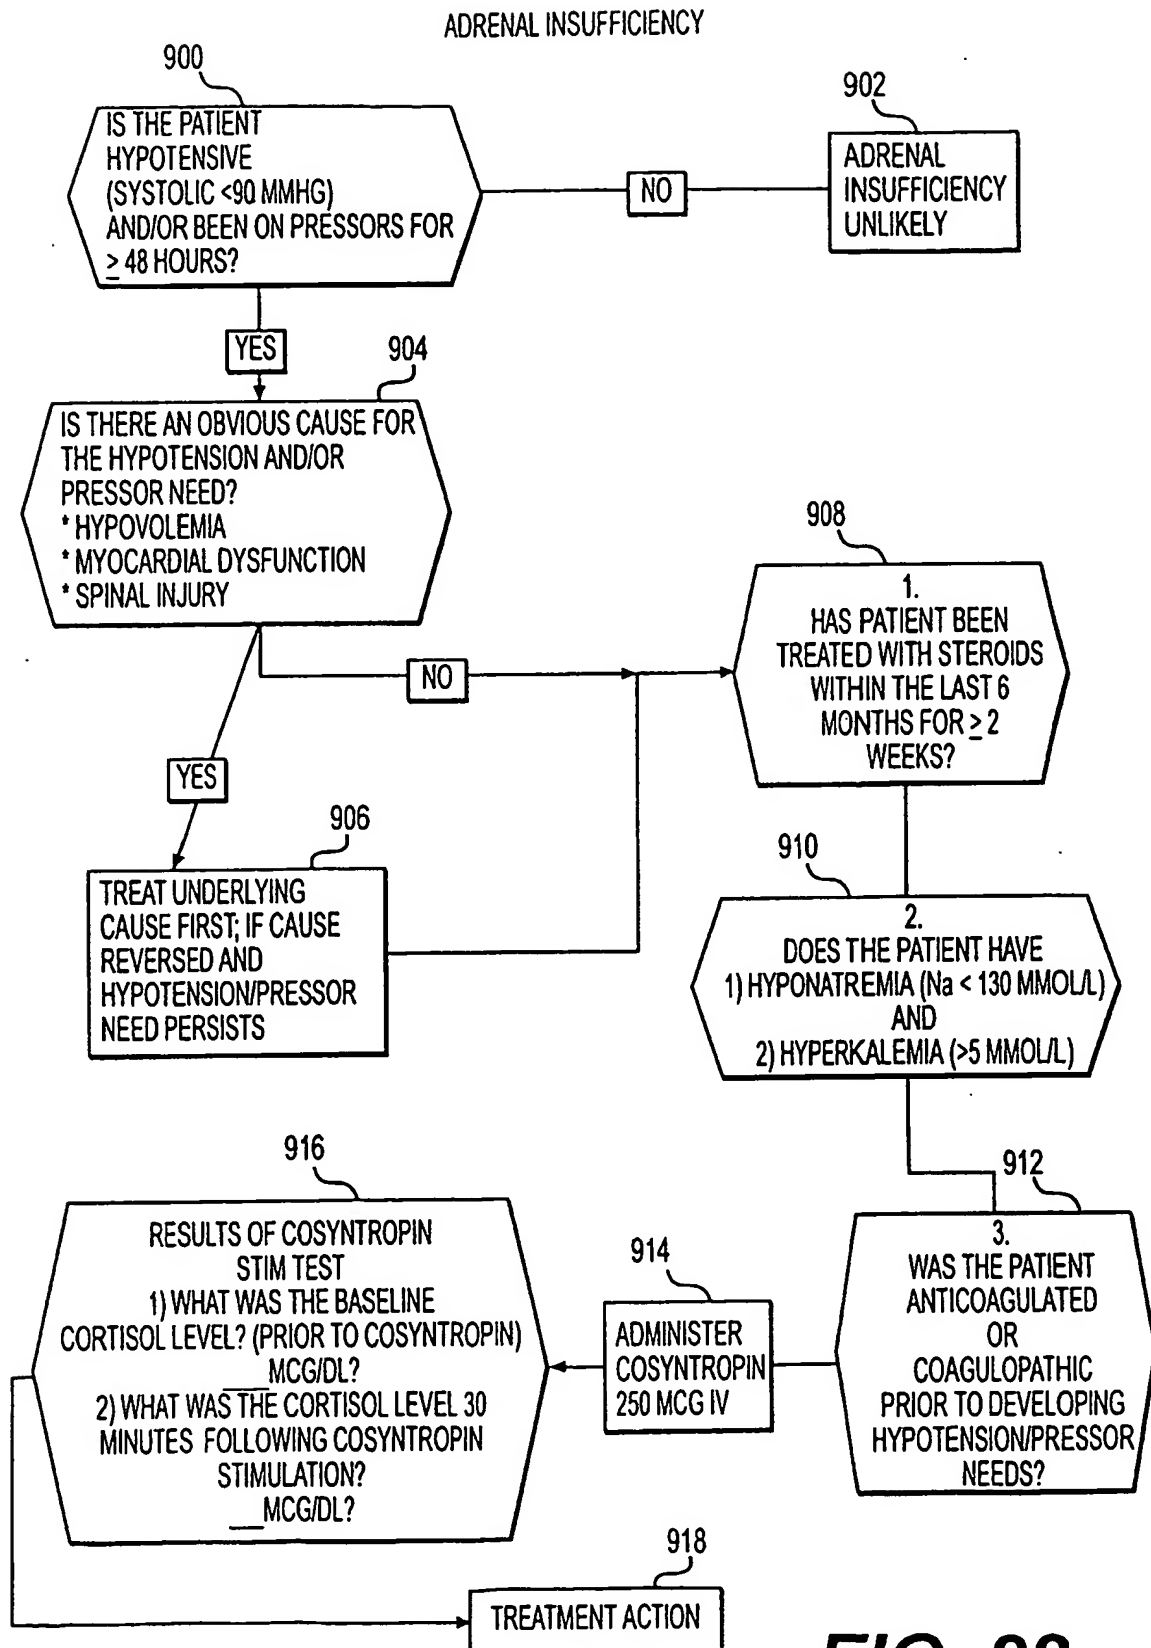 ADRENAL INSUFFICIENCY
900
IS THE PATIENT
HYPOTENSIVE
(SYSTOLIC <90 MMHG)
AND/OR BEEN ON PRESSORS FOR
≥ 48 HOURS?
NO
902
ADRENAL
INSUFFICIENCY
UNLIKELY
YES
904
IS THERE AN OBVIOUS CAUSE FOR
THE HYPOTENSION AND/OR
PRESSOR NEED?
* HYPOVOLEMIA
* MYOCARDIAL DYSFUNCTION
* SPINAL INJURY
NO
YES
906
TREAT UNDERLYING
CAUSE FIRST; IF CAUSE
REVERSED AND
HYPOTENSION/PRESSOR
NEED PERSISTS
908
1.
HAS PATIENT BEEN
TREATED WITH STEROIDS
WITHIN THE LAST 6
MONTHS FOR ≥ 2
WEEKS?
910
2.
DOES THE PATIENT HAVE
1) HYPONATREMIA (Na < 130 MMOL/L)
AND
2) HYPERKALEMIA (>5 MMOL/L)
912
3.
WAS THE PATIENT
ANTICOAGULATED
OR
COAGULOPATHIC
PRIOR TO DEVELOPING
HYPOTENSION/PRESSOR
NEEDS?
914
ADMINISTER
COSYNTROPIN
250 MCG IV
916
RESULTS OF COSYNTROPIN
STIM TEST
1) WHAT WAS THE BASELINE
CORTISOL LEVEL? (PRIOR TO COSYNTROPIN)
___MCG/DL?
2) WHAT WAS THE CORTISOL LEVEL 30
MINUTES FOLLOWING COSYNTROPIN
STIMULATION?
___MCG/DL?
918
TREATMENT ACTION